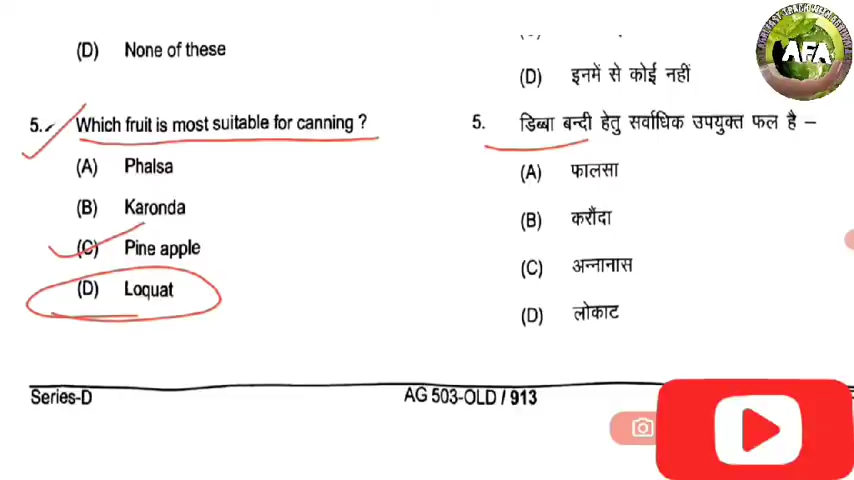 (D) None of these
5. Which fruit is most suitable for canning ?
(A) Phalsa
(B) Karonda
(C) Pine apple
(D) Loquat
(D) इनमें से कोई नहीं
5. डिब्बा बन्दी हेतु सर्वाधिक उपयुक्त फल है –
(A) फालसा
(B) करौंदा
(C) अन्नानास
(D) लोकाट
Series-D
AG 503-OLD / 913
AFA